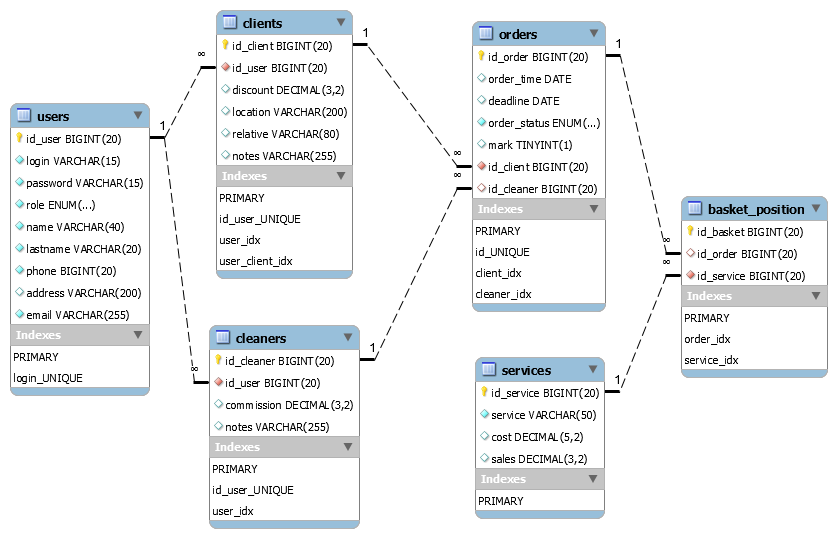 users
id_user BIGINT(20)
login VARCHAR(15)
password VARCHAR(15)
role ENUM(...)
name VARCHAR(40)
lastname VARCHAR(20)
phone BIGINT(20)
address VARCHAR(200)
email VARCHAR(255)
Indexes
PRIMARY
login_UNIQUE
1
∞
∞
clients
id_client BIGINT(20)
id_user BIGINT(20)
discount DECIMAL(3,2)
location VARCHAR(200)
relative VARCHAR(80)
notes VARCHAR(255)
Indexes
PRIMARY
id_user_UNIQUE
user_idx
user_client_idx
1
cleaners
id_cleaner BIGINT(20)
id_user BIGINT(20)
commission DECIMAL(3,2)
notes VARCHAR(255)
Indexes
PRIMARY
id_user_UNIQUE
user_idx
1
∞
∞
orders
id_order BIGINT(20)
order_time DATE
deadline DATE
order_status ENUM(...)
mark TINYINT(1)
id_client BIGINT(20)
id_cleaner BIGINT(20)
Indexes
PRIMARY
id_UNIQUE
client_idx
cleaner_idx
1
services
id_service BIGINT(20)
service VARCHAR(50)
cost DECIMAL(5,2)
sales DECIMAL(3,2)
Indexes
PRIMARY
1
∞
∞
basket_position
id_basket BIGINT(20)
id_order BIGINT(20)
id_service BIGINT(20)
Indexes
PRIMARY
order_idx
service_idx